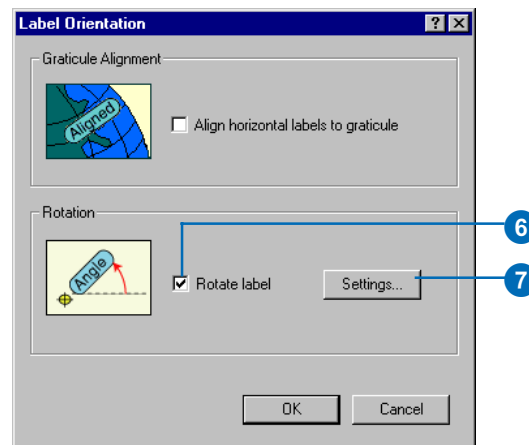 Label Orientation
Graticule Alignment
Aligned
Align horizontal labels to graticule
Rotation
6
Angle
Rotate label
Settings...
7
OK
Cancel